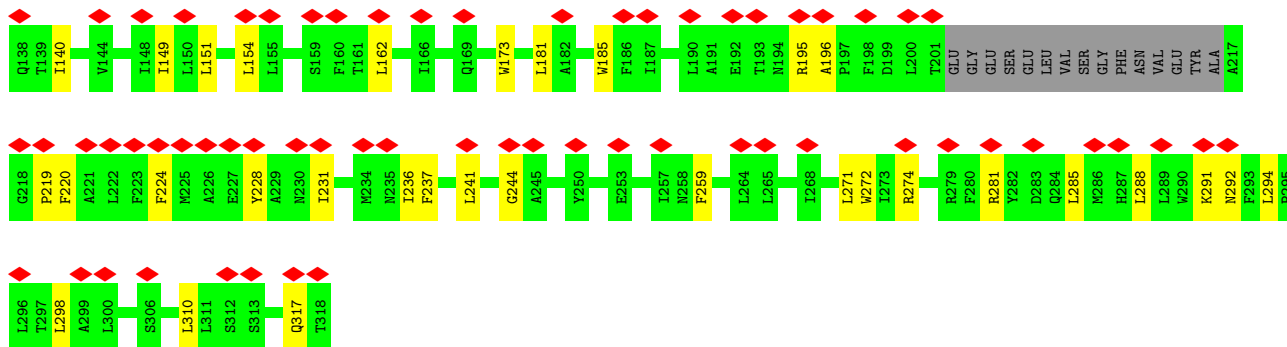 Q138 T139 I140 V144 I148 I149 L150 L151 L154 L155 S159 F160 T161 L162 I166 Q169 W173 L181 A182 W185 F186 I187 L190 A191 E192 T193 N194 R195 A196 P197 F198 D199 L200 T201 GLU GLY GLU SER GLU LEU VAL SER GLY PHE ASN VAL GLU TYR ALA A217
G218 P219 F220 A221 L222 F223 F224 M225 A226 E227 Y228 A229 N230 I231 M234 N235 I236 F237 L241 G244 A245 Y250 E253 I257 N258 F259 L264 L265 I268 L271 W272 I273 R274 R279 F280 R281 Y282 D283 Q284 L285 M286 H287 L288 L289 W290 K291 N292 F293 L294 P295
L296 T297 L298 A299 L300 S306 L310 L311 S312 S313 Q317 T318